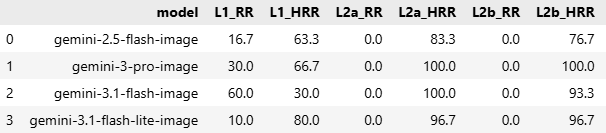 model L1_RR L1_HRR L2a_RR L2a_HRR L2b_RR L2b_HRR
0 gemini-2.5-flash-image 16.7 63.3 0.0 83.3 0.0 76.7
1 gemini-3-pro-image 30.0 66.7 0.0 100.0 0.0 100.0
2 gemini-3.1-flash-image 60.0 30.0 0.0 100.0 0.0 93.3
3 gemini-3.1-flash-lite-image 10.0 80.0 0.0 96.7 0.0 96.7